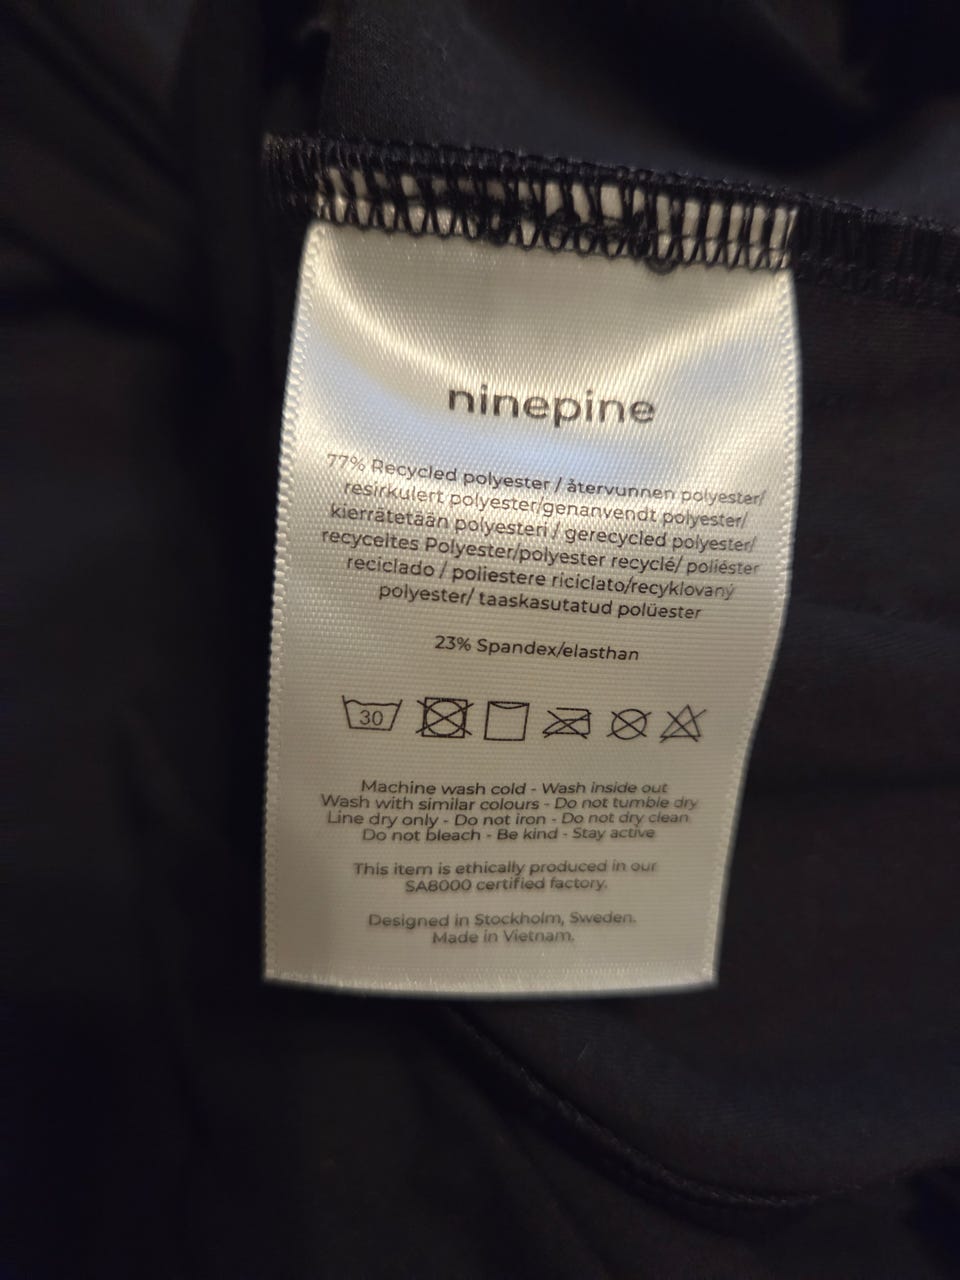 ninepine
77% Recycled polyester / återvunnen polyester/
resirkulert polyester/genanvendt polyester/
kierrätetään polyesteri / gerecycled polyester/
recyceltes Polyester/polyester recyclé/ poliéster
reciclado / poliestere riciclato/recyklovaný
polyester/ taaskasutatud polüester
23% Spandex/elasthan
30
Machine wash cold - Wash inside out
Wash with similar colours - Do not tumble dry
Line dry only - Do not iron - Do not dry clean
Do not bleach - Be kind - Stay active
This item is ethically produced in our
SA8000 certified factory.
Designed in Stockholm, Sweden.
Made in Vietnam.